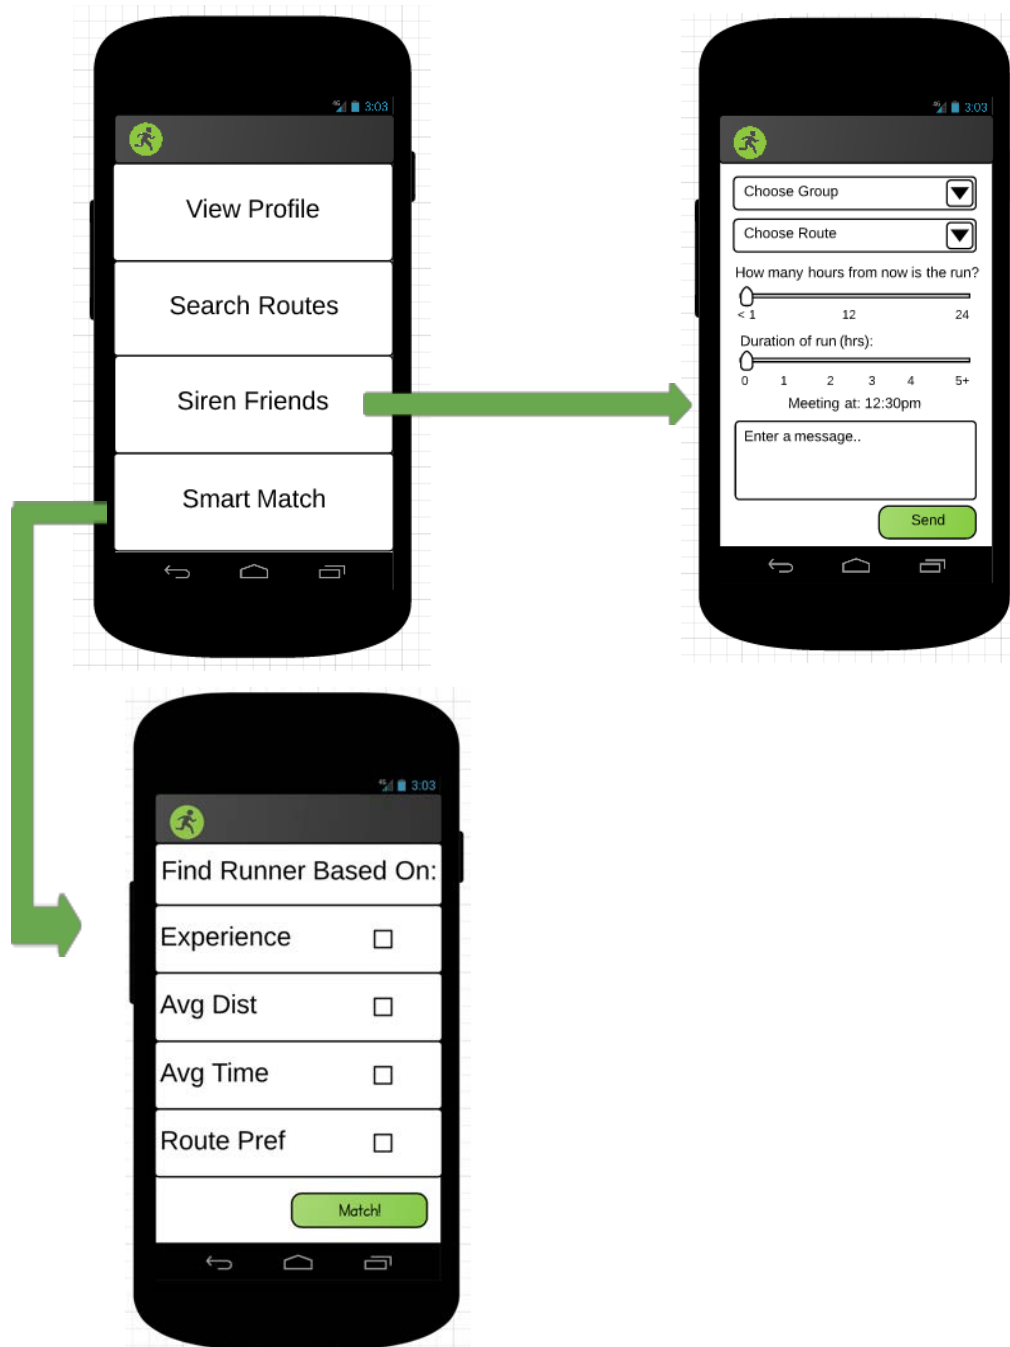 4G 3:03
View Profile
Search Routes
Siren Friends
Smart Match
4G 3:03
Choose Group
Choose Route
How many hours from now is the run?
< 1 12 24
Duration of run (hrs):
0 1 2 3 4 5+
Meeting at: 12:30pm
Enter a message..
Send
4G 3:03
Find Runner Based On:
Experience
Avg Dist
Avg Time
Route Pref
Match!